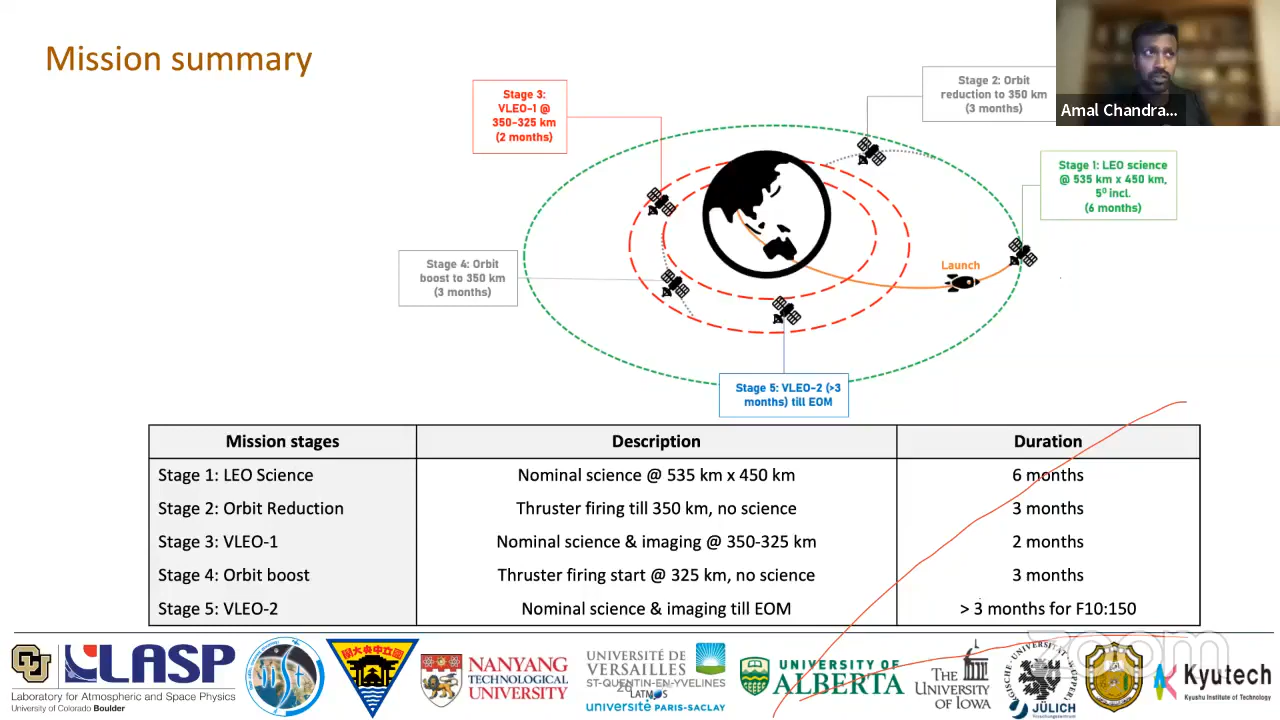 Mission summary
Amal Chandra...
Stage 3:
VLEO-1 @
350-325 km
(2 months)
Stage 2: Orbit
reduction to 350 km
(3 months)
Stage 1: LEO science
@ 535 km x 450 km,
5⁰ incl.
(6 months)
Stage 4: Orbit
boost to 350 km
(3 months)
Launch
Stage 5: VLEO-2 (>3
months) till EOM
Mission stages Description Duration
Stage 1: LEO Science Nominal science @ 535 km x 450 km 6 months
Stage 2: Orbit Reduction Thruster firing till 350 km, no science 3 months
Stage 3: VLEO-1 Nominal science & imaging @ 350-325 km 2 months
Stage 4: Orbit boost Thruster firing start @ 325 km, no science 3 months
Stage 5: VLEO-2 Nominal science & imaging till EOM > 3 months for F10:150
CU LASP
Laboratory for Atmospheric and Space Physics
University of Colorado Boulder
NANYANG
TECHNOLOGICAL
UNIVERSITY
UNIVERSITÉ DE
VERSAILLES
ST-QUENTIN-EN-YVELINES
LATMOS
université PARIS-SACLAY
UNIVERSITY OF
ALBERTA
THE
UNIVERSITY
OF IOWA
JÜLICH
Forschungszentrum
zoom
Kyutech
Kyushu Institute of Technology